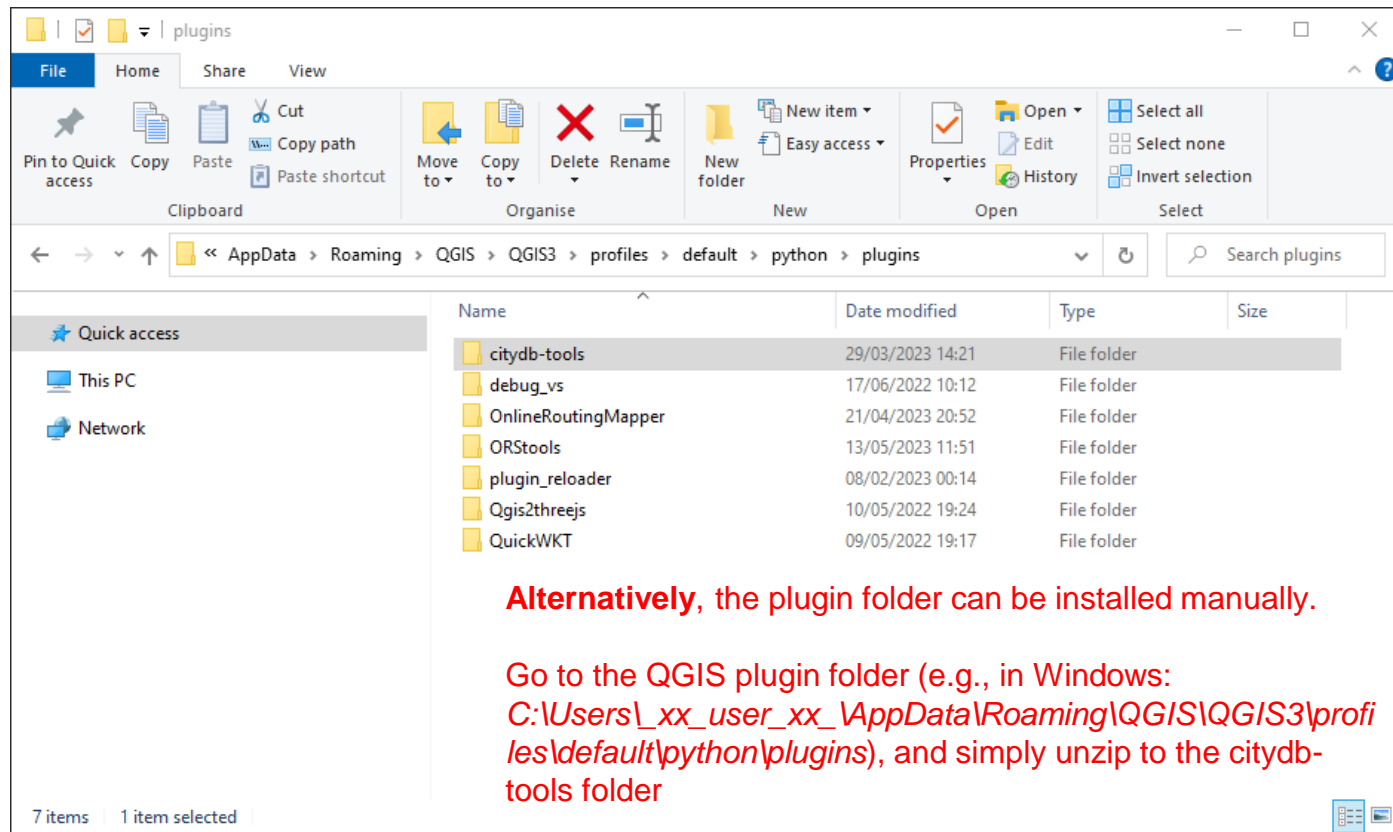 plugins
File Home Share View
Pin to Quick access
Copy
Paste
Cut
Copy path
Paste shortcut
Clipboard
Move to
Copy to
Delete
Rename
Organise
New folder
New item
Easy access
New
Properties
Open
Edit
History
Open
Select all
Select none
Invert selection
Select
« AppData > Roaming > QGIS > QGIS3 > profiles > default > python > plugins
Search plugins
Quick access
This PC
Network
Name Date modified Type Size
citydb-tools 29/03/2023 14:21 File folder
debug_vs 17/06/2022 10:12 File folder
OnlineRoutingMapper 21/04/2023 20:52 File folder
ORStools 13/05/2023 11:51 File folder
plugin_reloader 08/02/2023 00:14 File folder
Qgis2threejs 10/05/2022 19:24 File folder
QuickWKT 09/05/2022 19:17 File folder
Alternatively, the plugin folder can be installed manually.
Go to the QGIS plugin folder (e.g., in Windows:
C:\Users\_xx_user_xx_\AppData\Roaming\QGIS\QGIS3\profi
les\default\python\plugins), and simply unzip to the citydb-
tools folder
7 items 1 item selected